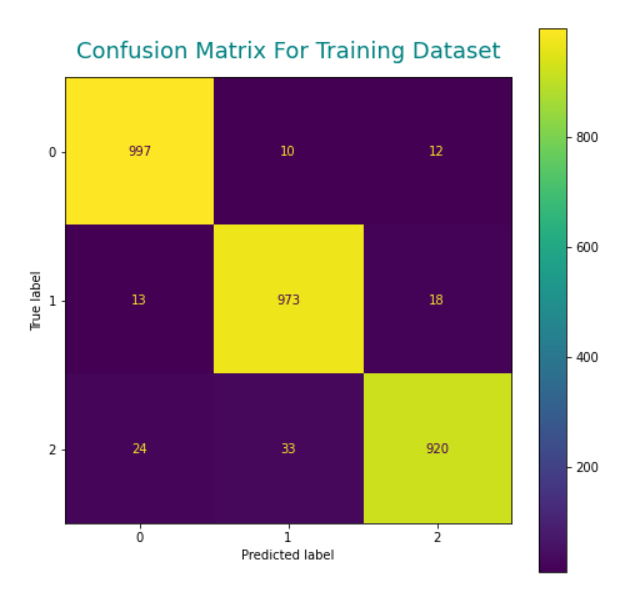 Confusion Matrix For Training Dataset
0 997 10 12
1 13 973 18
2 24 33 920
0 1 2
True label
Predicted label
800
600
400
200